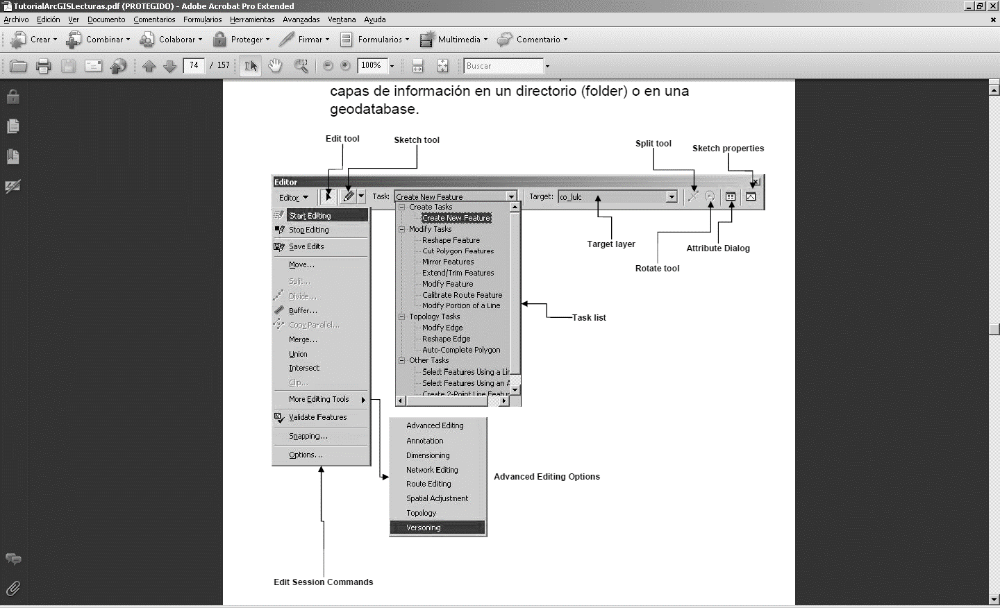 TutorialArcGISLecturas.pdf (PROTEGIDO) - Adobe Acrobat Pro Extended
Archivo Edición Ver Documento Comentarios Formularios Herramientas Avanzadas Ventana Ayuda
Crear Combinar Colaborar Proteger Firmar Formularios Multimedia Comentario
74 / 157 100% Buscar
capas de información en un directorio (folder) o en una
geodatabase.
Edit tool Sketch tool Split tool Sketch properties
Editor
Editor Task: Create New Feature Target: co_lulc
Start Editing
Stop Editing
Save Edits
Move...
Split...
Divice...
Buffer...
Copy Parallel...
Merge...
Union
Intersect
Clip...
More Editing Tools
Validate Features
Snapping...
Options...
Create Tasks
Create New Feature
Modify Tasks
Reshape Feature
Cut Polygon Features
Mirror Features
Extend/Trim Features
Modify Feature
Calibrate Route Feature
Modify Portion of a Line
Topology Tasks
Modify Edge
Reshape Edge
Auto-Complete Polygon
Other Tasks
Select Features Using a Lir
Select Features Using an A
Create 2-Point Line Featur
Target layer
Attribute Dialog
Rotate tool
Task list
Advanced Editing
Annotation
Dimensioning
Network Editing
Route Editing
Spatial Adjustment
Topology
Versioning
Advanced Editing Options
Edit Session Commands